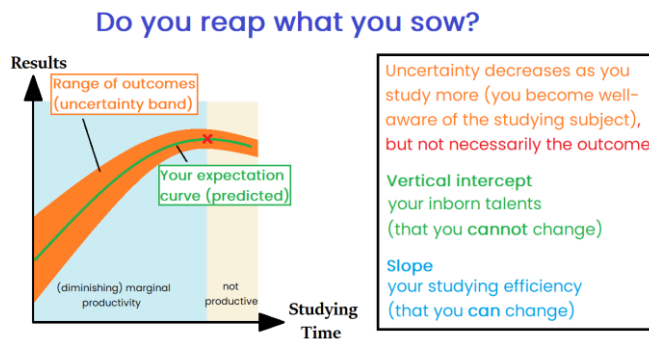 Do you reap what you sow?
Results
Range of outcomes
(uncertainty band)
Your expectation
curve (predicted)
(diminishing) marginal
productivity
not
productive
Studying
Time
Uncertainty decreases as you
study more (you become well-
aware of the studying subject),
but not necessarily the outcome
Vertical intercept
your inborn talents
(that you cannot change)
Slope
your studying efficiency
(that you can change)